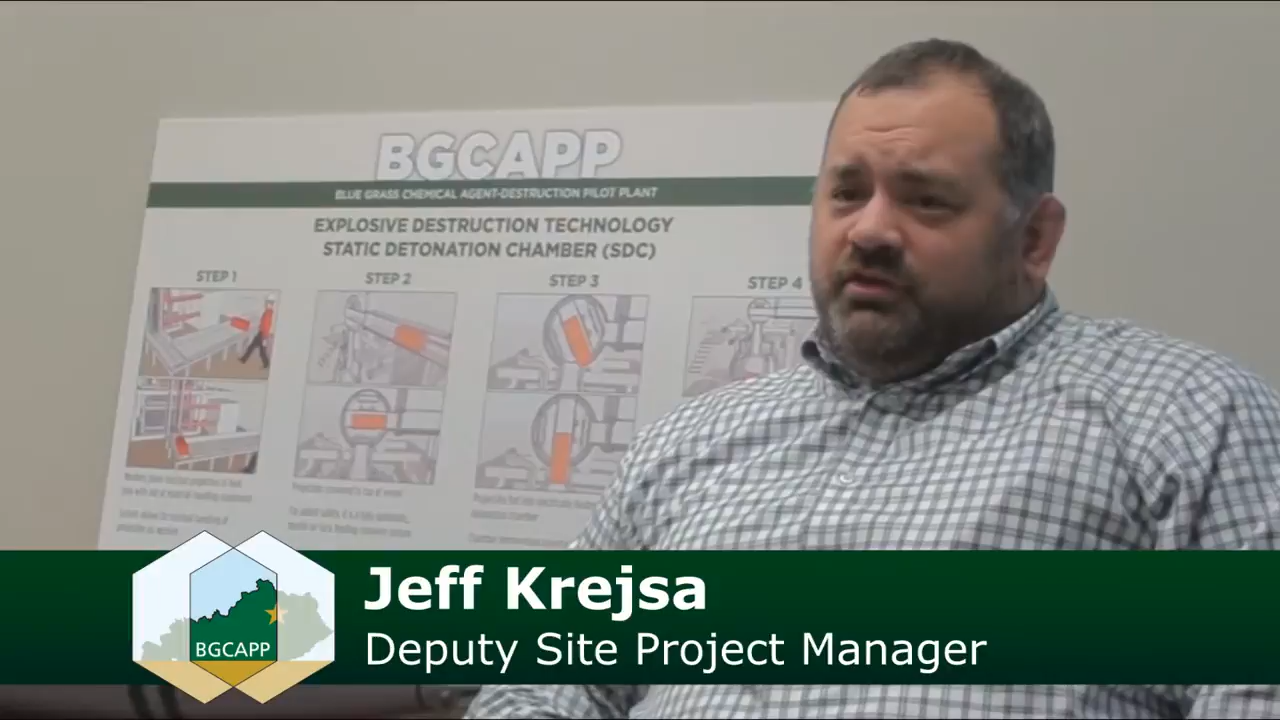 BGCAPP
BLUE GRASS CHEMICAL AGENT-DESTRUCTION PILOT PLANT
EXPLOSIVE DESTRUCTION TECHNOLOGY
STATIC DETONATION CHAMBER (SDC)
STEP 1 STEP 2 STEP 3 STEP 4
BGCAPP
Jeff Krejsa
Deputy Site Project Manager